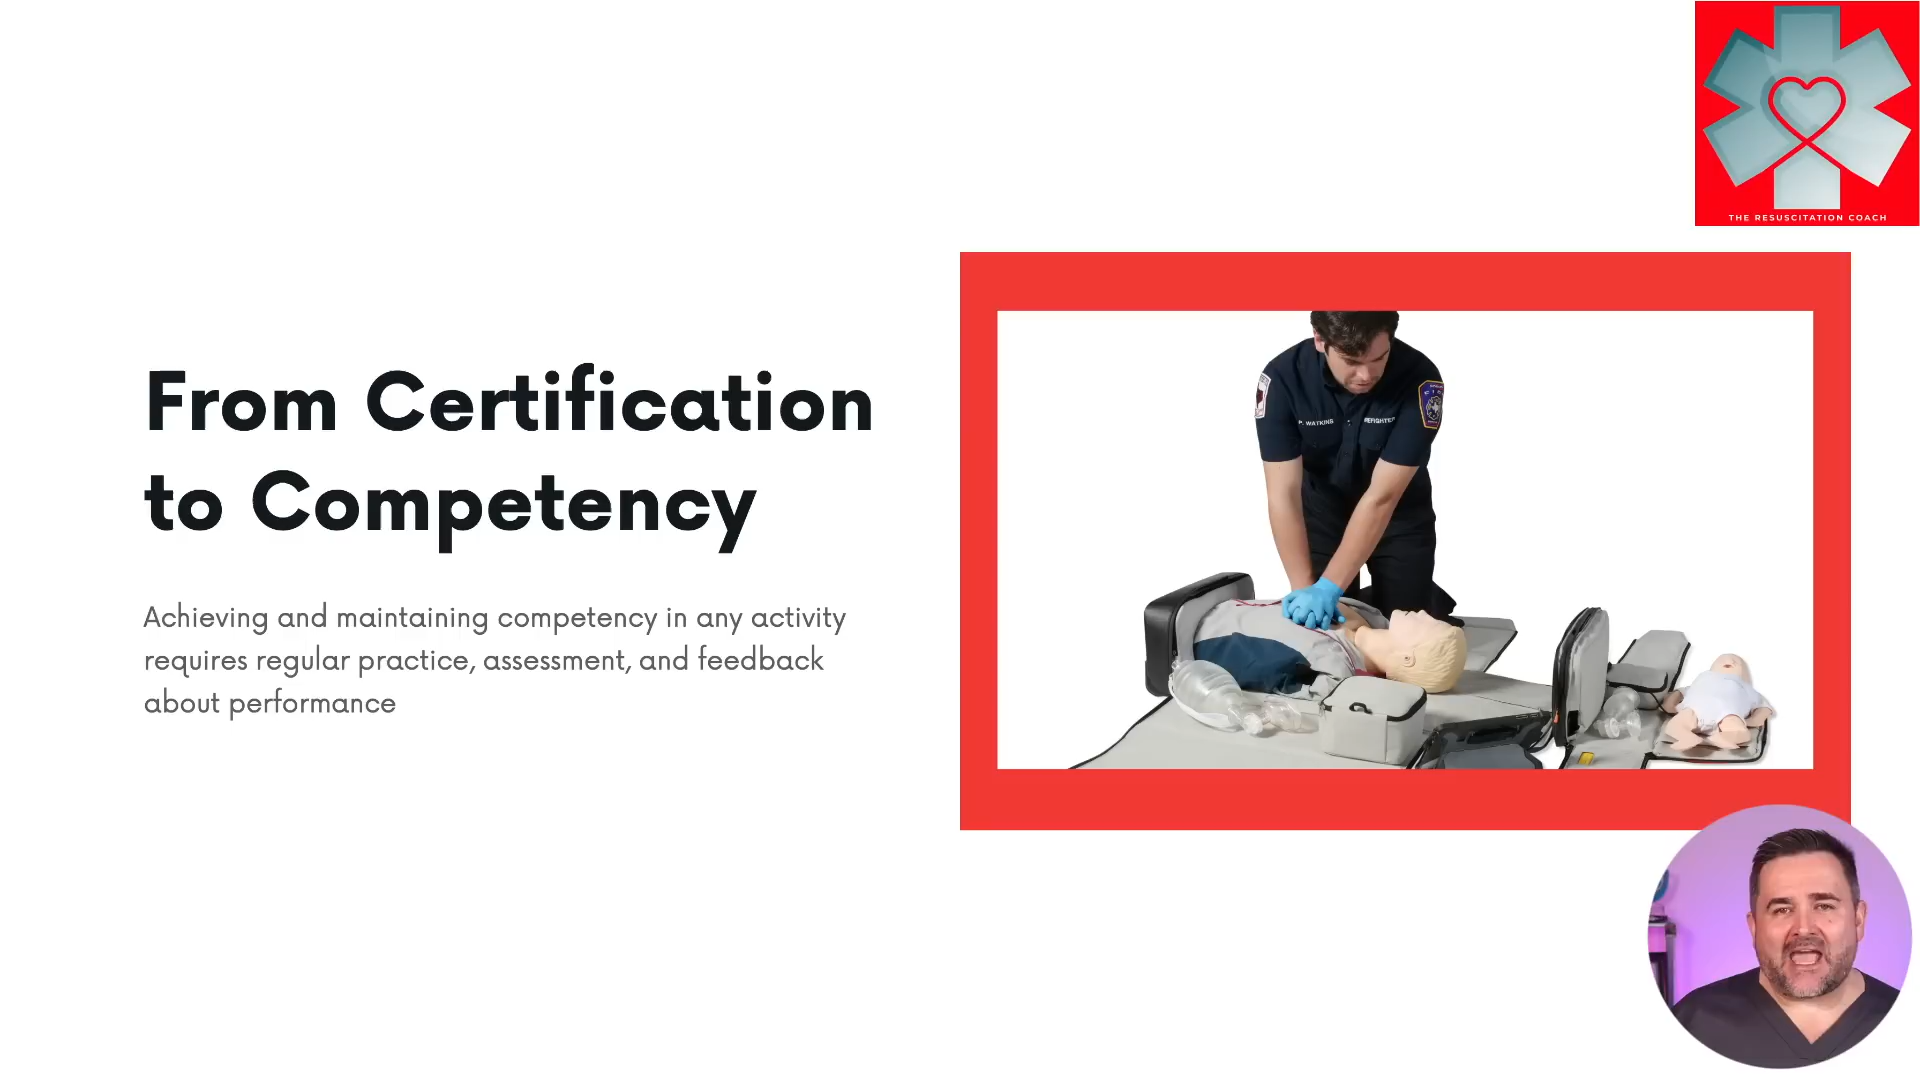 THE RESUSCITATION COACH
From Certification
to Competency
Achieving and maintaining competency in any activity
requires regular practice, assessment, and feedback
about performance
P. WATKINS